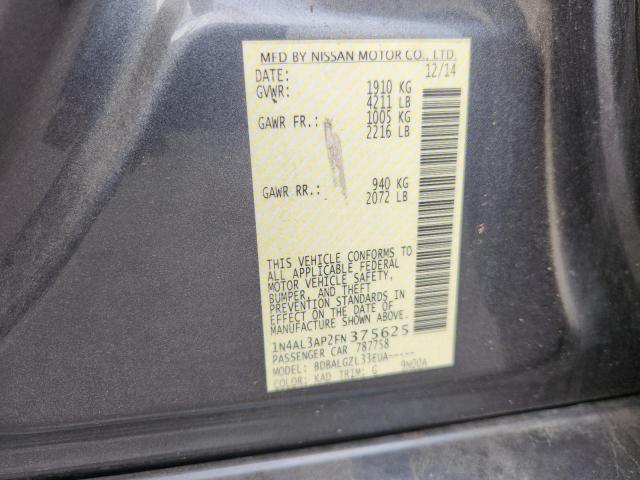 MFD BY NISSAN MOTOR CO., LTD.
DATE: 12/14
GVWR: 1910 KG
4211 LB
GAWR FR.: 1005 KG
2216 LB
GAWR RR.: 940 KG
2072 LB
THIS VEHICLE CONFORMS TO
ALL APPLICABLE FEDERAL
MOTOR VEHICLE SAFETY,
BUMPER, AND THEFT
PREVENTION STANDARDS IN
EFFECT ON THE DATE OF
MANUFACTURE SHOWN ABOVE.
1N4AL3AP2FN375625
PASSENGER CAR 787758
MODEL: BDBALGZL33EUA-----
COLOR: KAD TRIM: G 9N00A